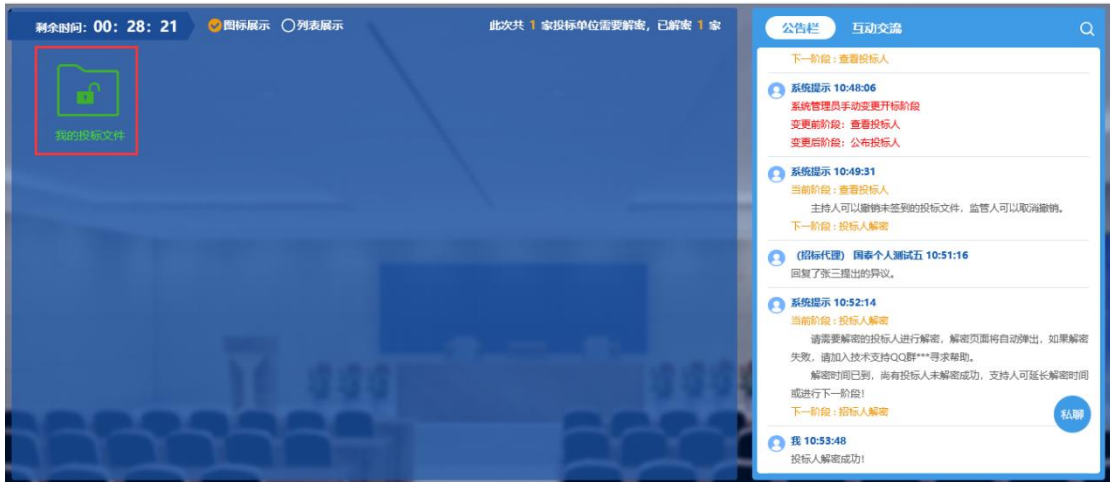 剩余时间：00：28：21
图标展示 列表展示
此次共 1 家投标单位需要解密，已解密 1 家
我的投标文件
公告栏 互动交流
下一阶段：查看投标人
系统提示 10:48:06
系统管理员手动变更开标阶段
变更前阶段：查看投标人
变更后阶段：公布投标人
系统提示 10:49:31
当前阶段：查看投标人
主持人可以撤销未签到的投标文件，监管人可以取消撤销。
下一阶段：投标人解密
（招标代理） 国泰个人测试五 10:51:16
回复了张三提出的异议。
系统提示 10:52:14
当前阶段：投标人解密
请需要解密的投标人进行解密，解密页面将自动弹出，如果解密
失败，请加入技术支持QQ群***寻求帮助。
解密时间已到，尚有投标人未解密成功，支持人可延长解密时间
或进行下一阶段！
下一阶段：招标人解密
私聊
我 10:53:48
投标人解密成功！